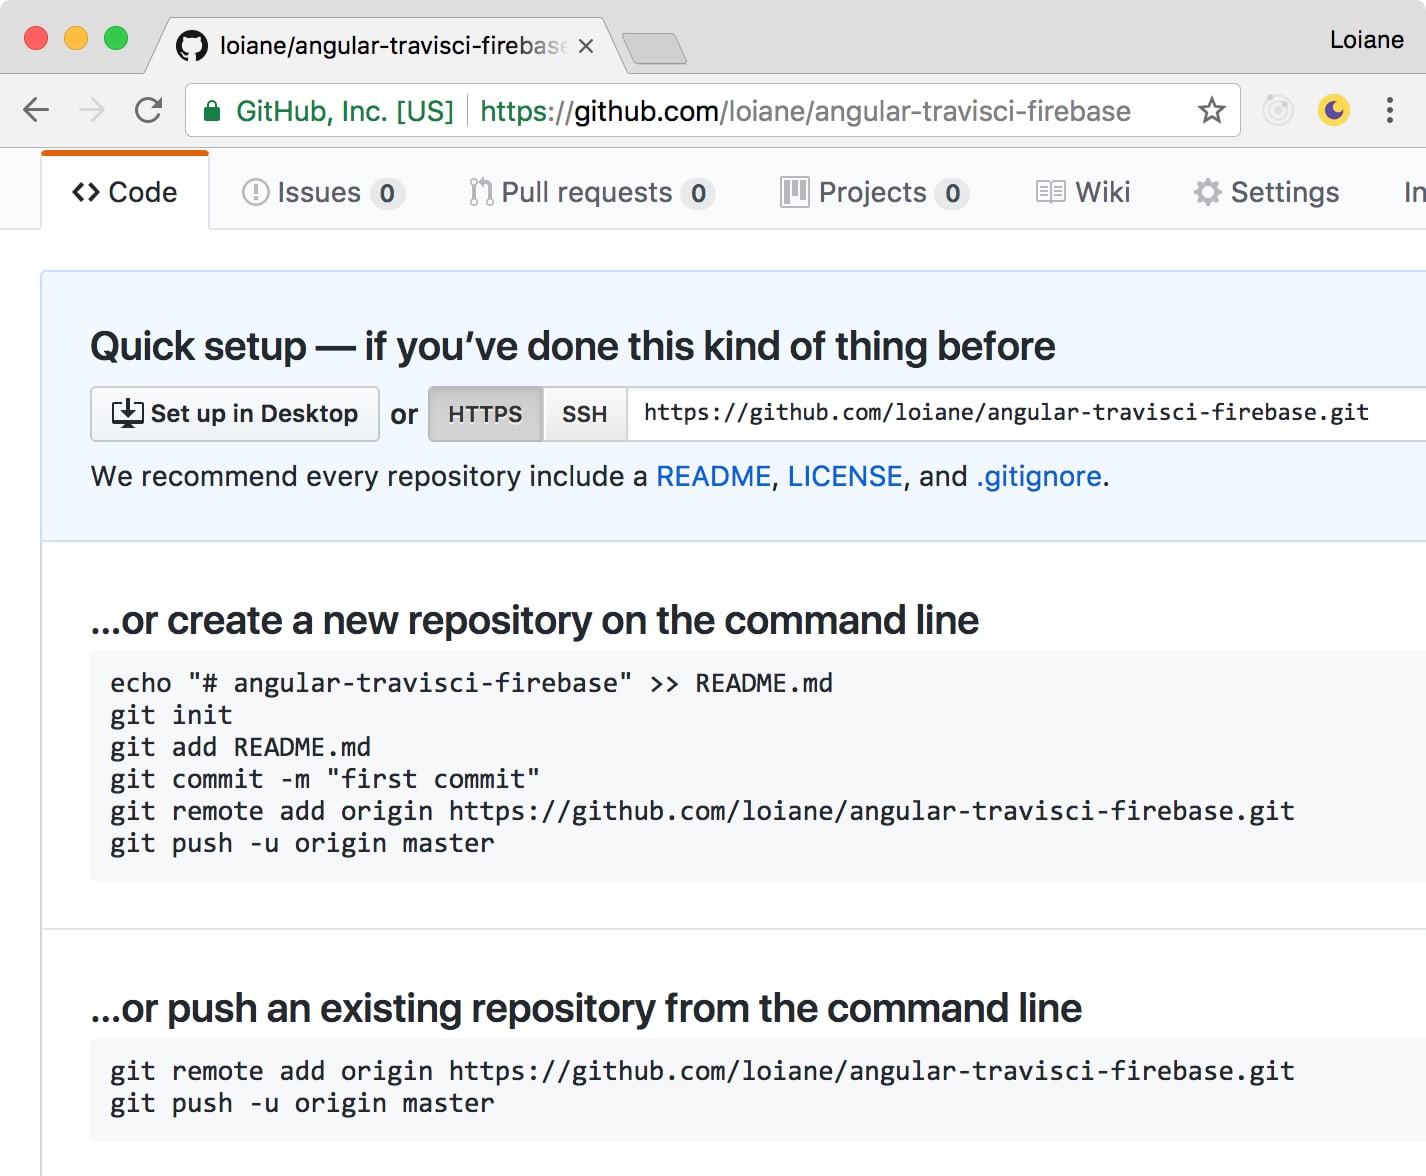 Loiane
loiane/angular-travisci-firebase
GitHub, Inc. [US] https://github.com/loiane/angular-travisci-firebase
Code Issues 0 Pull requests 0 Projects 0 Wiki Settings In
Quick setup — if you’ve done this kind of thing before
Set up in Desktop or HTTPS SSH https://github.com/loiane/angular-travisci-firebase.git
We recommend every repository include a README, LICENSE, and .gitignore.
…or create a new repository on the command line
echo "# angular-travisci-firebase" >> README.md
git init
git add README.md
git commit -m "first commit"
git remote add origin https://github.com/loiane/angular-travisci-firebase.git
git push -u origin master
…or push an existing repository from the command line
git remote add origin https://github.com/loiane/angular-travisci-firebase.git
git push -u origin master